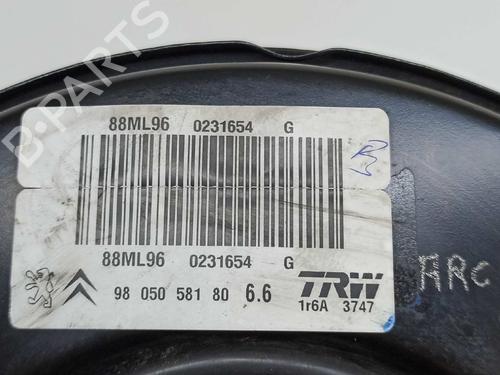 B-PARTS
88ML96 0231654 G
88ML96 0231654 G
98 050 581 80 6.6 TRW
1r6A 3747
ARC